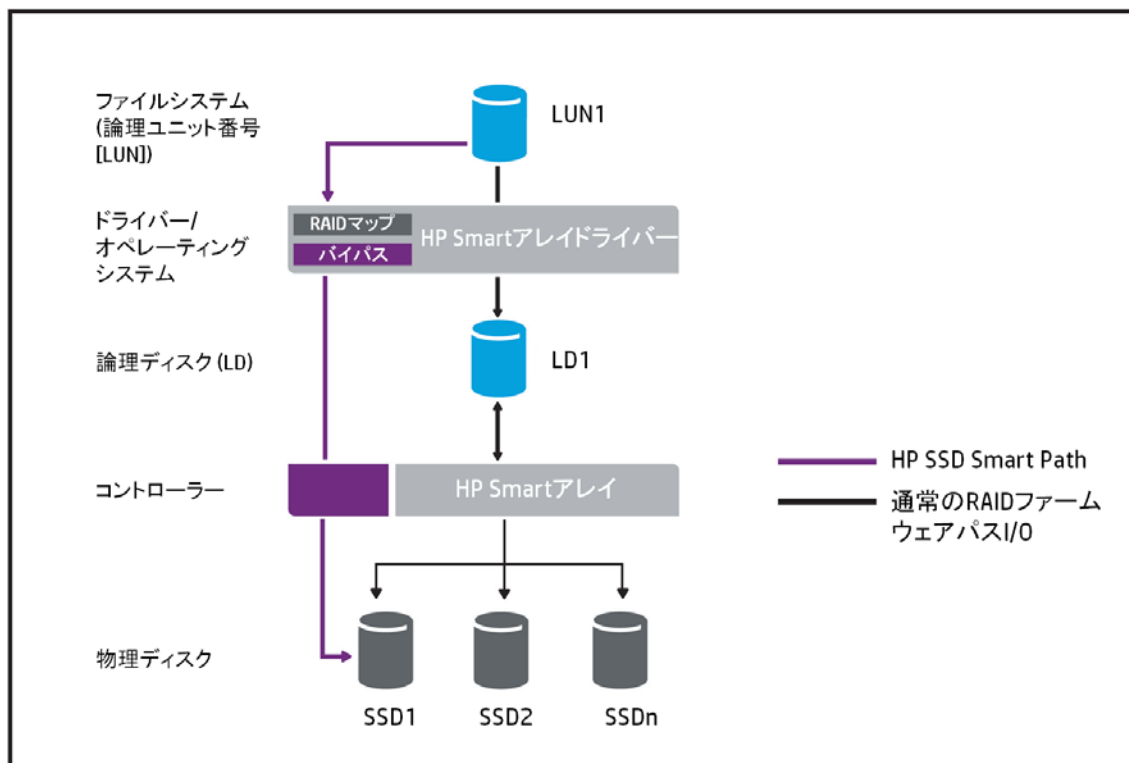 ファイルシステム
(論理ユニット番号
[LUN])
LUN1
ドライバー/
オペレーティング
システム
RAIDマップ
バイパス
HP Smartアレイドライバー
論理ディスク(LD)
LD1
コントローラー
HP Smartアレイ
HP SSD Smart Path
通常のRAIDファーム
ウェアパスI/O
物理ディスク
SSD1
SSD2
SSDn